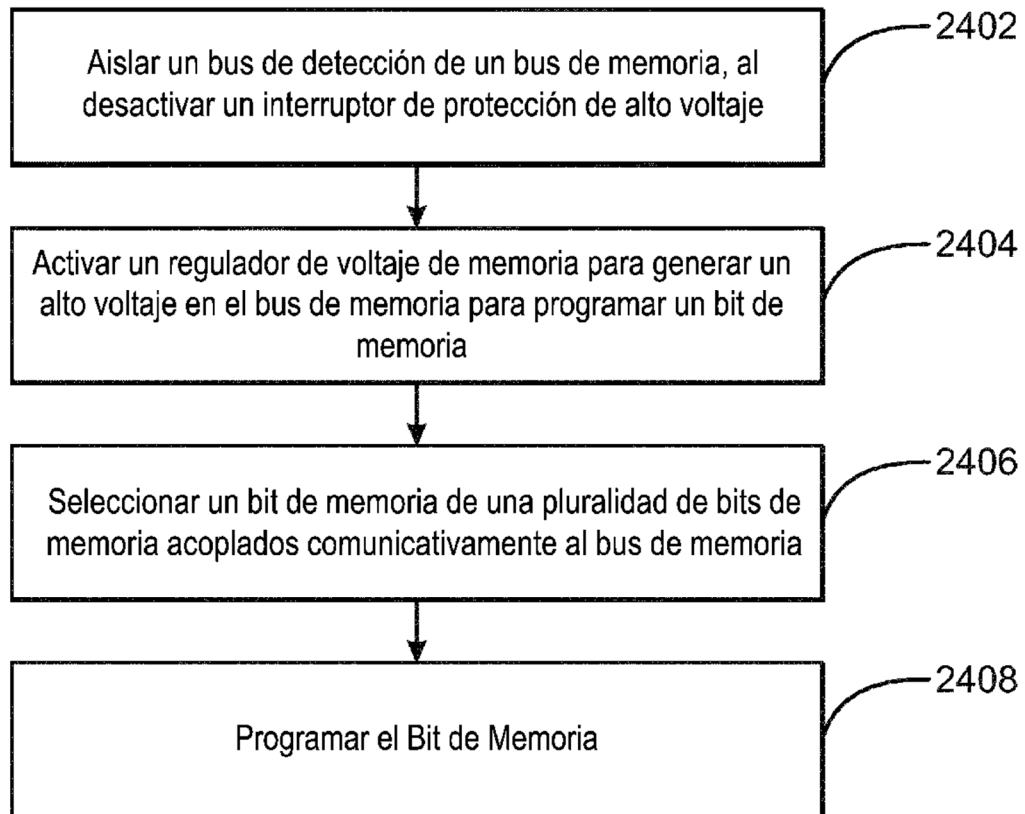 2402
Aislar un bus de detección de un bus de memoria, al
desactivar un interruptor de protección de alto voltaje
2404
Activar un regulador de voltaje de memoria para generar un
alto voltaje en el bus de memoria para programar un bit de
memoria
2406
Seleccionar un bit de memoria de una pluralidad de bits de
memoria acoplados comunicativamente al bus de memoria
2408
Programar el Bit de Memoria